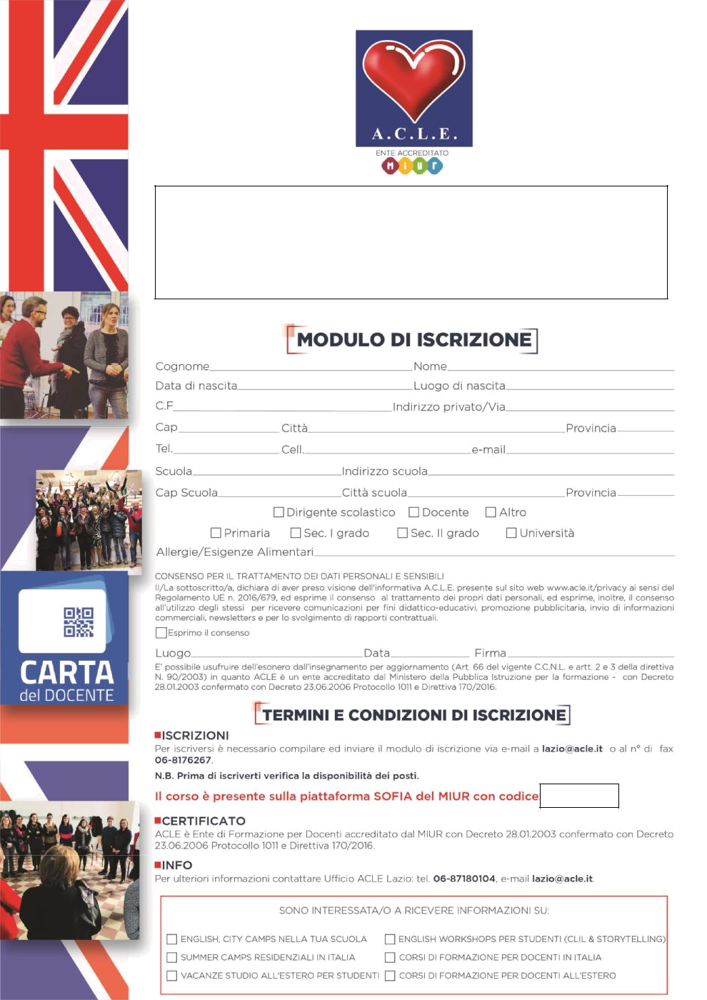 A.C.L.E.
ENTE ACCREDITATO
MIUR
MODULO DI ISCRIZIONE
Cognome Nome
Data di nascita Luogo di nascita
C.F Indirizzo privato/Via
Cap Città Provincia
Tel. Cell. e-mail
Scuola Indirizzo scuola
Cap Scuola Città scuola Provincia
Dirigente scolastico Docente Altro
Primaria Sec. I grado Sec. II grado Università
Allergie/Esigenze Alimentari
CONSENSO PER IL TRATTAMENTO DEI DATI PERSONALI E SENSIBILI
Il/La sottoscritto/a, dichiara di aver preso visione dell'informativa A.C.L.E. presente sul sito web www.acle.it/privacy ai sensi del
Regolamento UE n. 2016/679, ed esprime il consenso al trattamento dei propri dati personali, ed esprime, inoltre, il consenso
all'utilizzo degli stessi per ricevere comunicazioni per fini didattico-educativi, promozione pubblicitaria, invio di informazioni
commerciali, newsletters e per lo svolgimento di rapporti contrattuali.
Esprimo il consenso
Luogo Data Firma
E' possibile usufruire dell'esonero dall'insegnamento per aggiornamento (Art. 66 del vigente C.C.N.L. e artt. 2 e 3 della direttiva
N. 90/2003) in quanto ACLE è un ente accreditato dal Ministero della Pubblica Istruzione per la formazione - con Decreto
28.01.2003 confermato con Decreto 23.06.2006 Protocollo 1011 e Direttiva 170/2016.
CARTA
del DOCENTE
TERMINI E CONDIZIONI DI ISCRIZIONE
ISCRIZIONI
Per iscriversi è necessario compilare ed inviare il modulo di iscrizione via e-mail a lazio@acle.it o al n° di fax
06-8176267.
N.B. Prima di iscriverti verifica la disponibilità dei posti.
Il corso è presente sulla piattaforma SOFIA del MIUR con codice
CERTIFICATO
ACLE è Ente di Formazione per Docenti accreditato dal MIUR con Decreto 28.01.2003 confermato con Decreto
23.06.2006 Protocollo 1011 e Direttiva 170/2016.
INFO
Per ulteriori informazioni contattare Ufficio ACLE Lazio: tel. 06-87180104, e-mail lazio@acle.it.
SONO INTERESSATA/O A RICEVERE INFORMAZIONI SU:
ENGLISH, CITY CAMPS NELLA TUA SCUOLA ENGLISH WORKSHOPS PER STUDENTI (CLIL & STORYTELLING)
SUMMER CAMPS RESIDENZIALI IN ITALIA CORSI DI FORMAZIONE PER DOCENTI IN ITALIA
VACANZE STUDIO ALL'ESTERO PER STUDENTI CORSI DI FORMAZIONE PER DOCENTI ALL'ESTERO